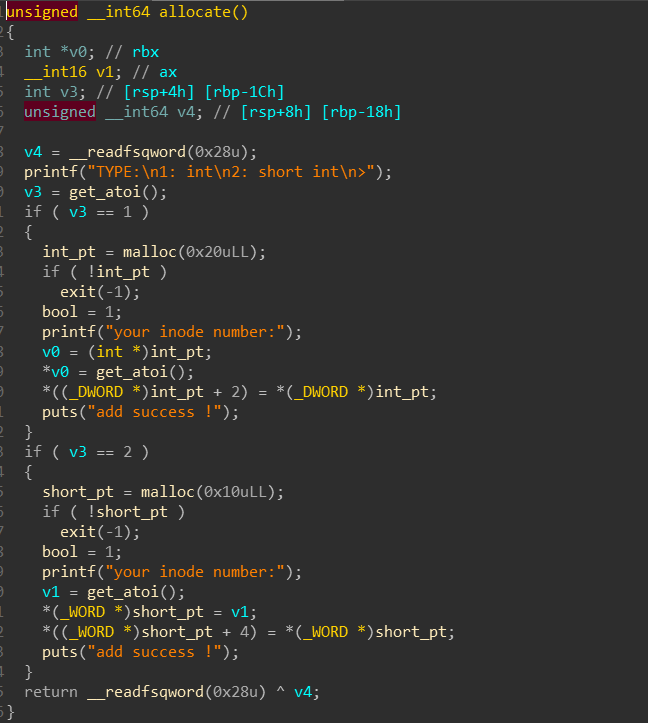 unsigned __int64 allocate()
{
  int *v0; // rbx
  __int16 v1; // ax
  int v3; // [rsp+4h] [rbp-1Ch]
  unsigned __int64 v4; // [rsp+8h] [rbp-18h]

  v4 = __readfsqword(0x28u);
  printf("TYPE:\n1: int\n2: short int\n>");
  v3 = get_atoi();
  if ( v3 == 1 )
  {
    int_pt = malloc(0x20uLL);
    if ( !int_pt )
      exit(-1);
    bool = 1;
    printf("your inode number:");
    v0 = (int *)int_pt;
    *v0 = get_atoi();
    *((_DWORD *)int_pt + 2) = *(_DWORD *)int_pt;
    puts("add success !");
  }
  if ( v3 == 2 )
  {
    short_pt = malloc(0x10uLL);
    if ( !short_pt )
      exit(-1);
    bool = 1;
    printf("your inode number:");
    v1 = get_atoi();
    *(_WORD *)short_pt = v1;
    *((_WORD *)short_pt + 4) = *(_WORD *)short_pt;
    puts("add success !");
  }
  return __readfsqword(0x28u) ^ v4;
}